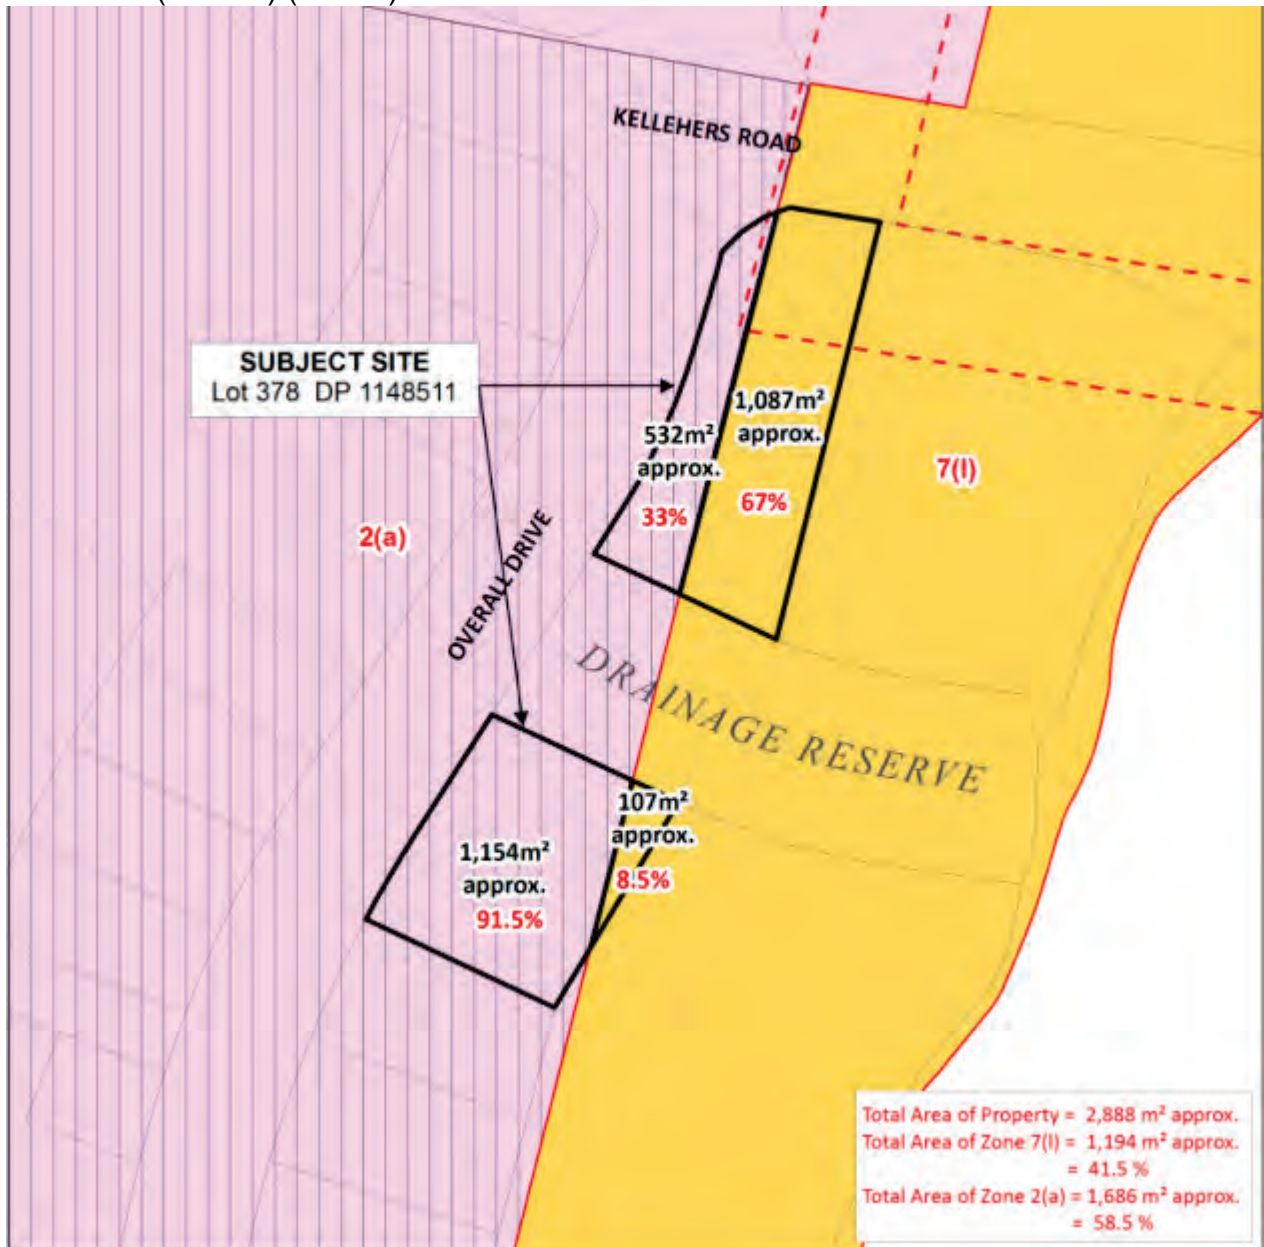 KELLEHERS ROAD
SUBJECT SITE
Lot 378 DP 1148511
1,087m²
approx.
67%
532m²
approx.
33%
7(l)
2(a)
OVERALL DRIVE
DRAINAGE RESERVE
107m²
approx.
8.5%
1,154m²
approx.
91.5%
Total Area of Property = 2,888 m² approx.
Total Area of Zone 7(l) = 1,194 m² approx.
= 41.5 %
Total Area of Zone 2(a) = 1,686 m² approx.
= 58.5 %